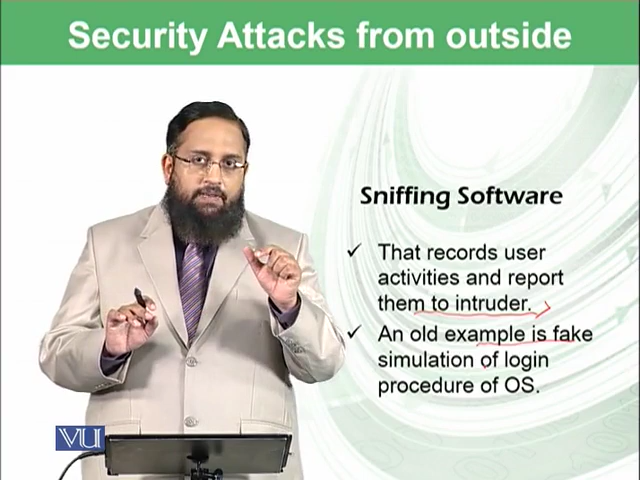 Security Attacks from outside
Sniffing Software
✓ That records user
activities and report
them to intruder.
✓ An old example is fake
simulation of login
procedure of OS.
VU